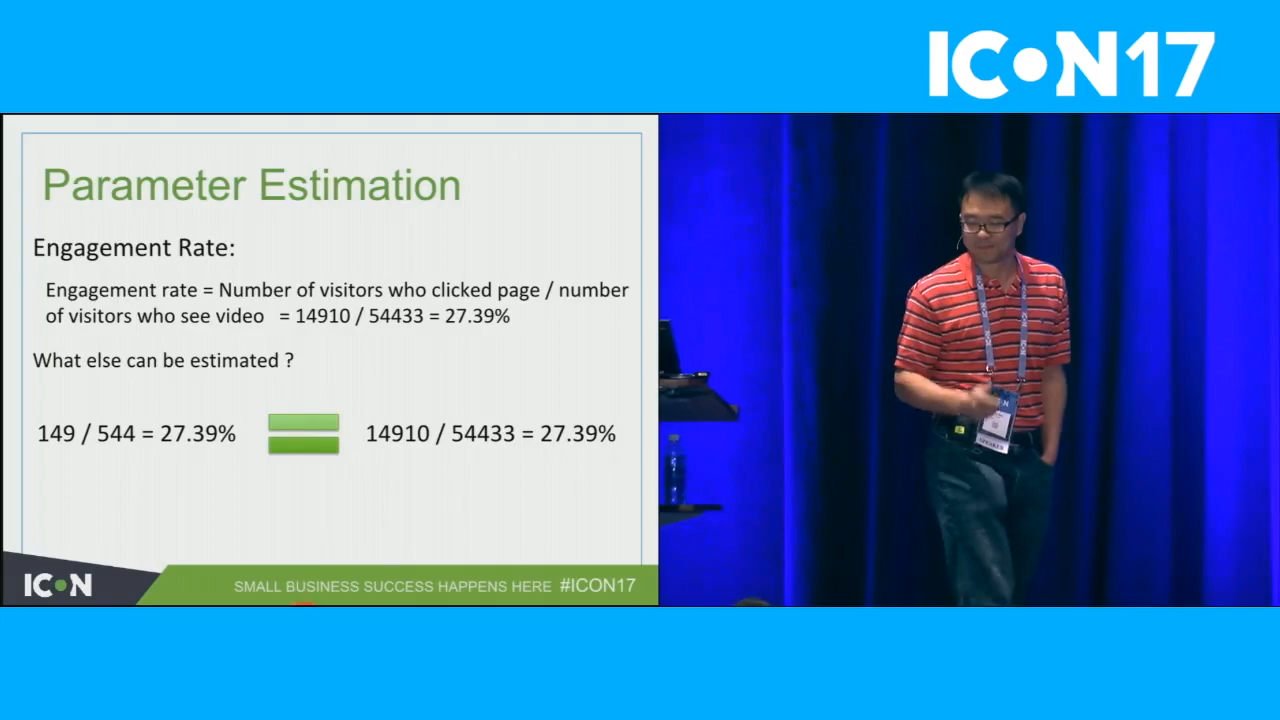 ICON17
Parameter Estimation
Engagement Rate:
Engagement rate = Number of visitors who clicked page / number
of visitors who see video = 14910 / 54433 = 27.39%
What else can be estimated ?
149 / 544 = 27.39%
14910 / 54433 = 27.39%
ICON
SMALL BUSINESS SUCCESS HAPPENS HERE #ICON17
ICON
SPEAKER